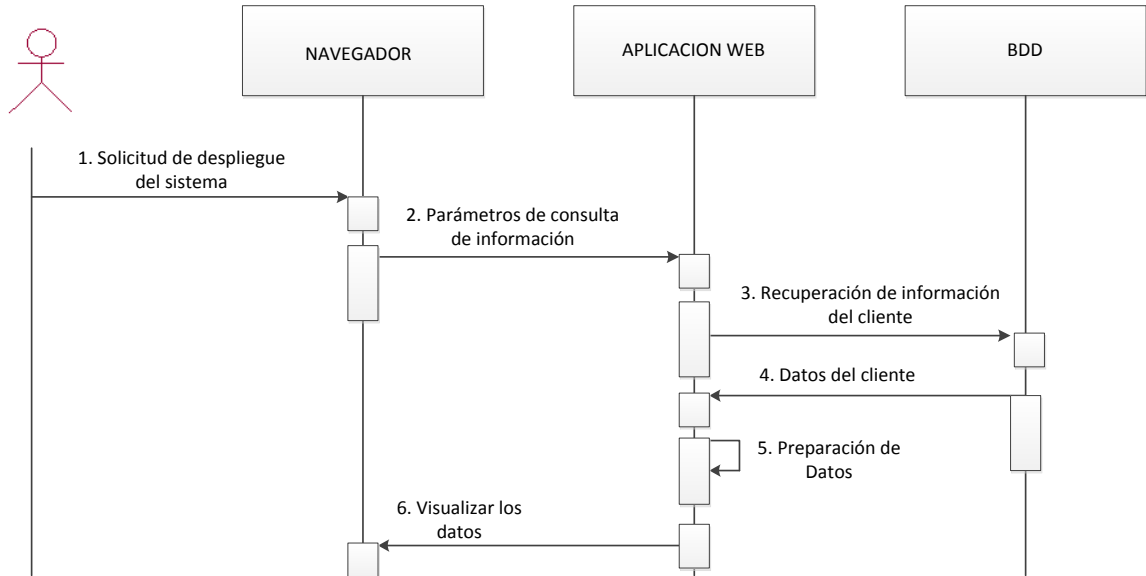 NAVEGADOR
APLICACION WEB
BDD
1. Solicitud de despliegue
del sistema
2. Parámetros de consulta
de información
3. Recuperación de información
del cliente
4. Datos del cliente
5. Preparación de
Datos
6. Visualizar los
datos